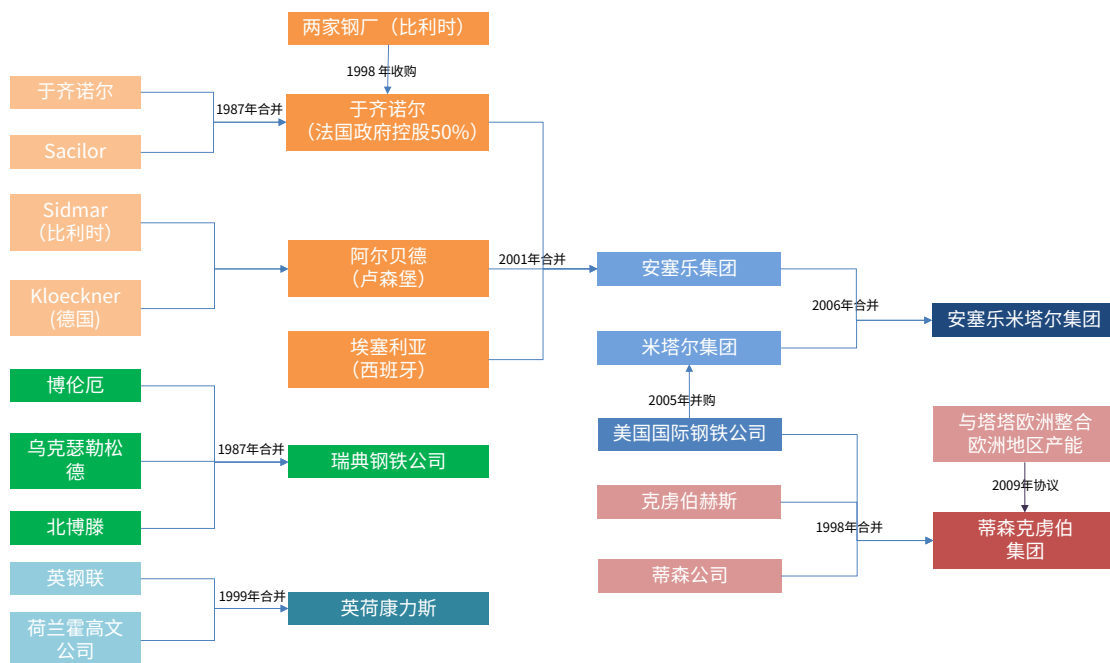 两家钢厂（比利时）
1998 年收购
于齐诺尔
1987年合并
于齐诺尔
（法国政府控股50%）
Sacilor
Sidmar
（比利时）
阿尔贝德
（卢森堡）
2001年合并
安塞乐集团
Kloeckner
(德国)
2006年合并
安塞乐米塔尔集团
埃塞利亚
（西班牙）
米塔尔集团
博伦厄
2005年并购
乌克瑟勒松
德
1987年合并
瑞典钢铁公司
美国国际钢铁公司
与塔塔欧洲整合
欧洲地区产能
2009年协议
克虏伯赫斯
北博滕
1998年合并
蒂森克虏伯
集团
英钢联
蒂森公司
1999年合并
英荷康力斯
荷兰霍高文
公司